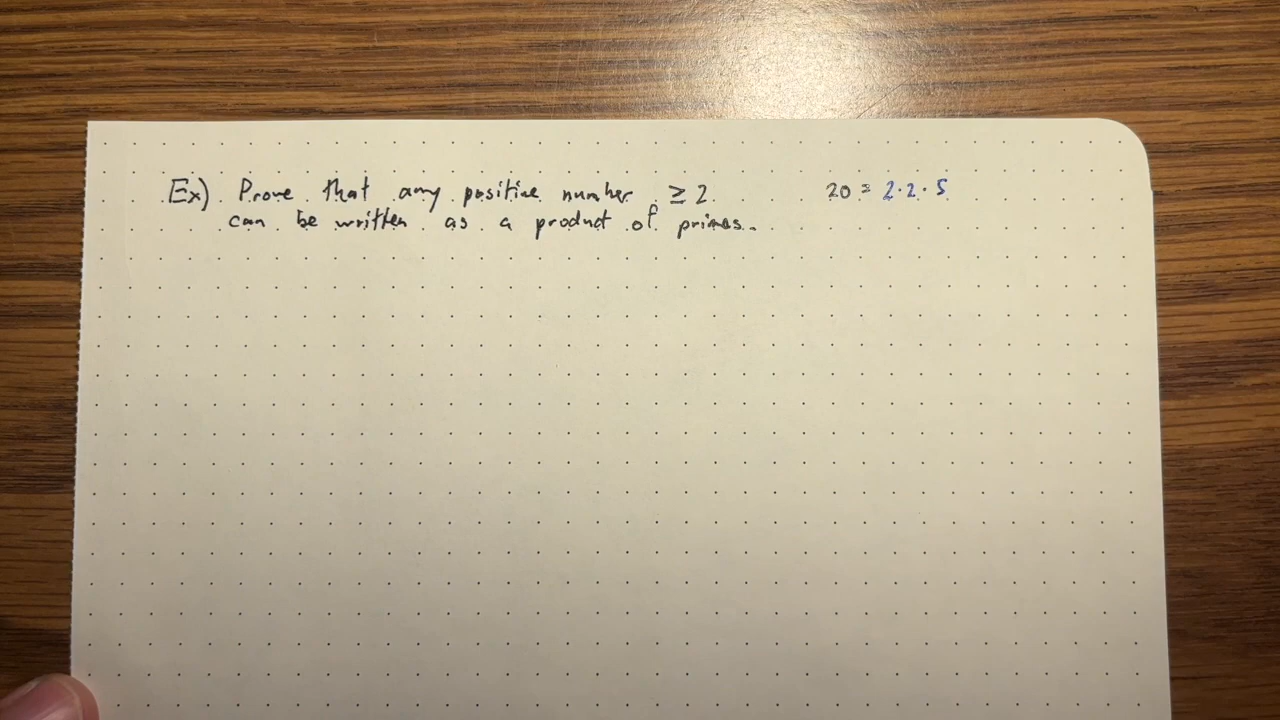 Ex) Prove that any positive number ≥ 2 20 = 2·2·5
can be written as a product of primes.